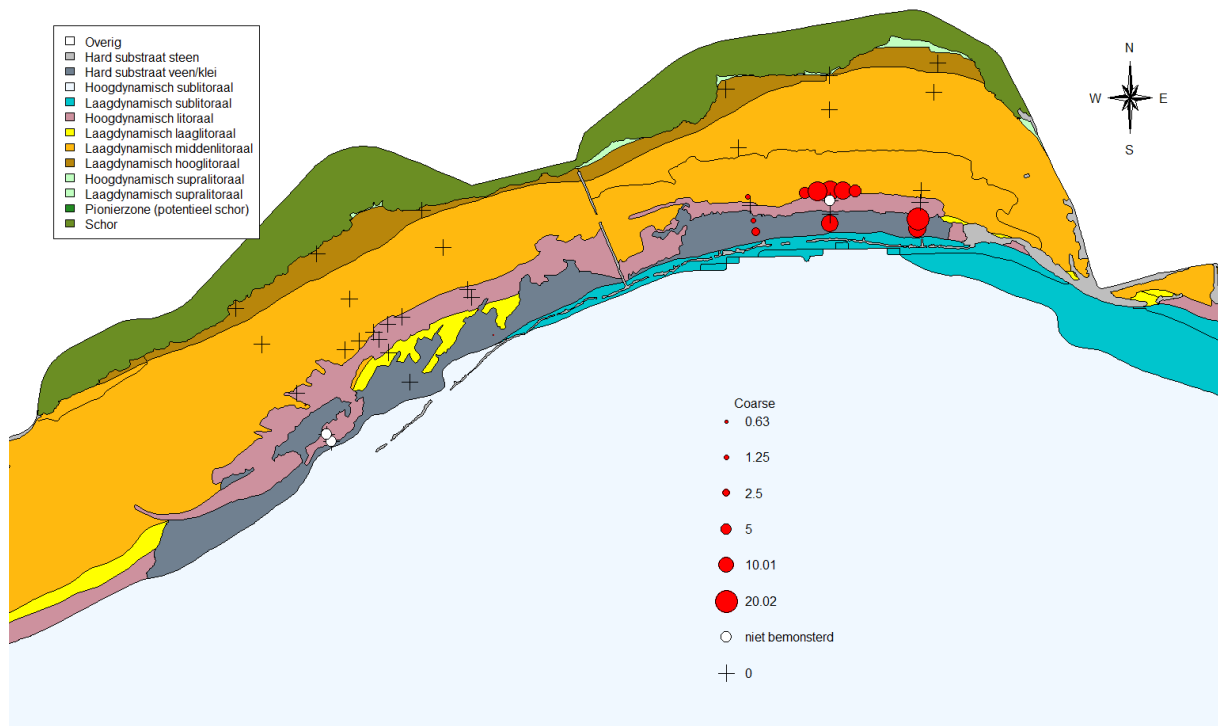 Overig
Hard substraat steen
Hard substraat veen/klei
Hoogdynamisch sublitoraal
Laagdynamisch sublitoraal
Hoogdynamisch litoraal
Laagdynamisch laaglitoraal
Laagdynamisch middenlitoraal
Laagdynamisch hooglitoraal
Hoogdynamisch supralitoraal
Laagdynamisch supralitoraal
Pionierzone (potentieel schor)
Schor
N
W E
S
Coarse
0.63
1.25
2.5
5
10.01
20.02
niet bemonsterd
0